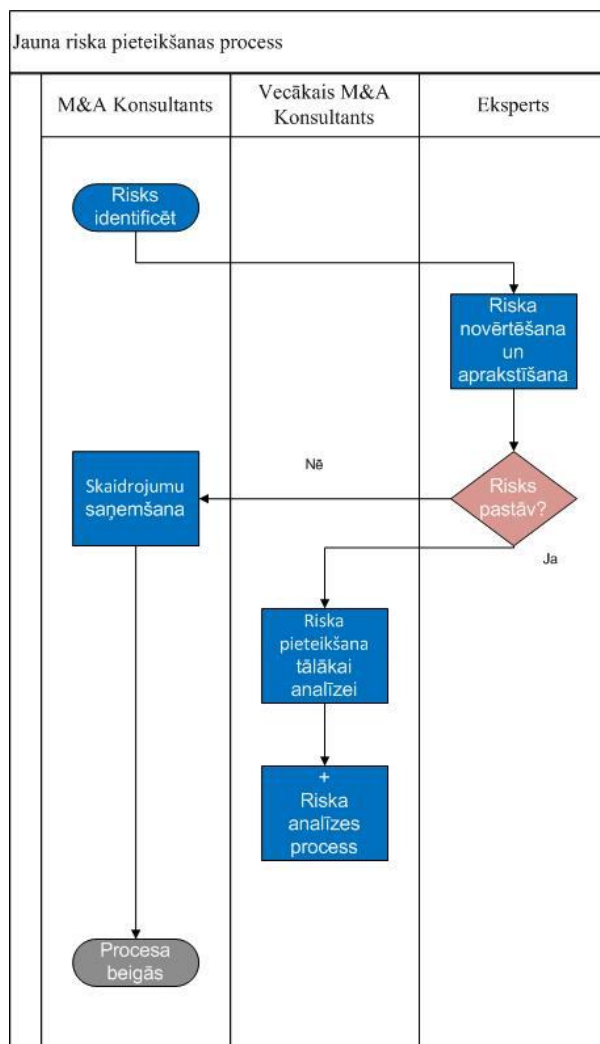 Jauna riska pieteikšanas process
M&A Konsultants
Vecākais M&A
Konsultants
Eksperts
Risks
identificēt
Riska
novērtēšana
un
aprakstīšana
Risks
pastāv?
Nē
Skaidrojumu
saņemšana
Ja
Riska
pieteikšana
tālākai
analīzei
+
Riska
analīzes
process
Procesa
beigās